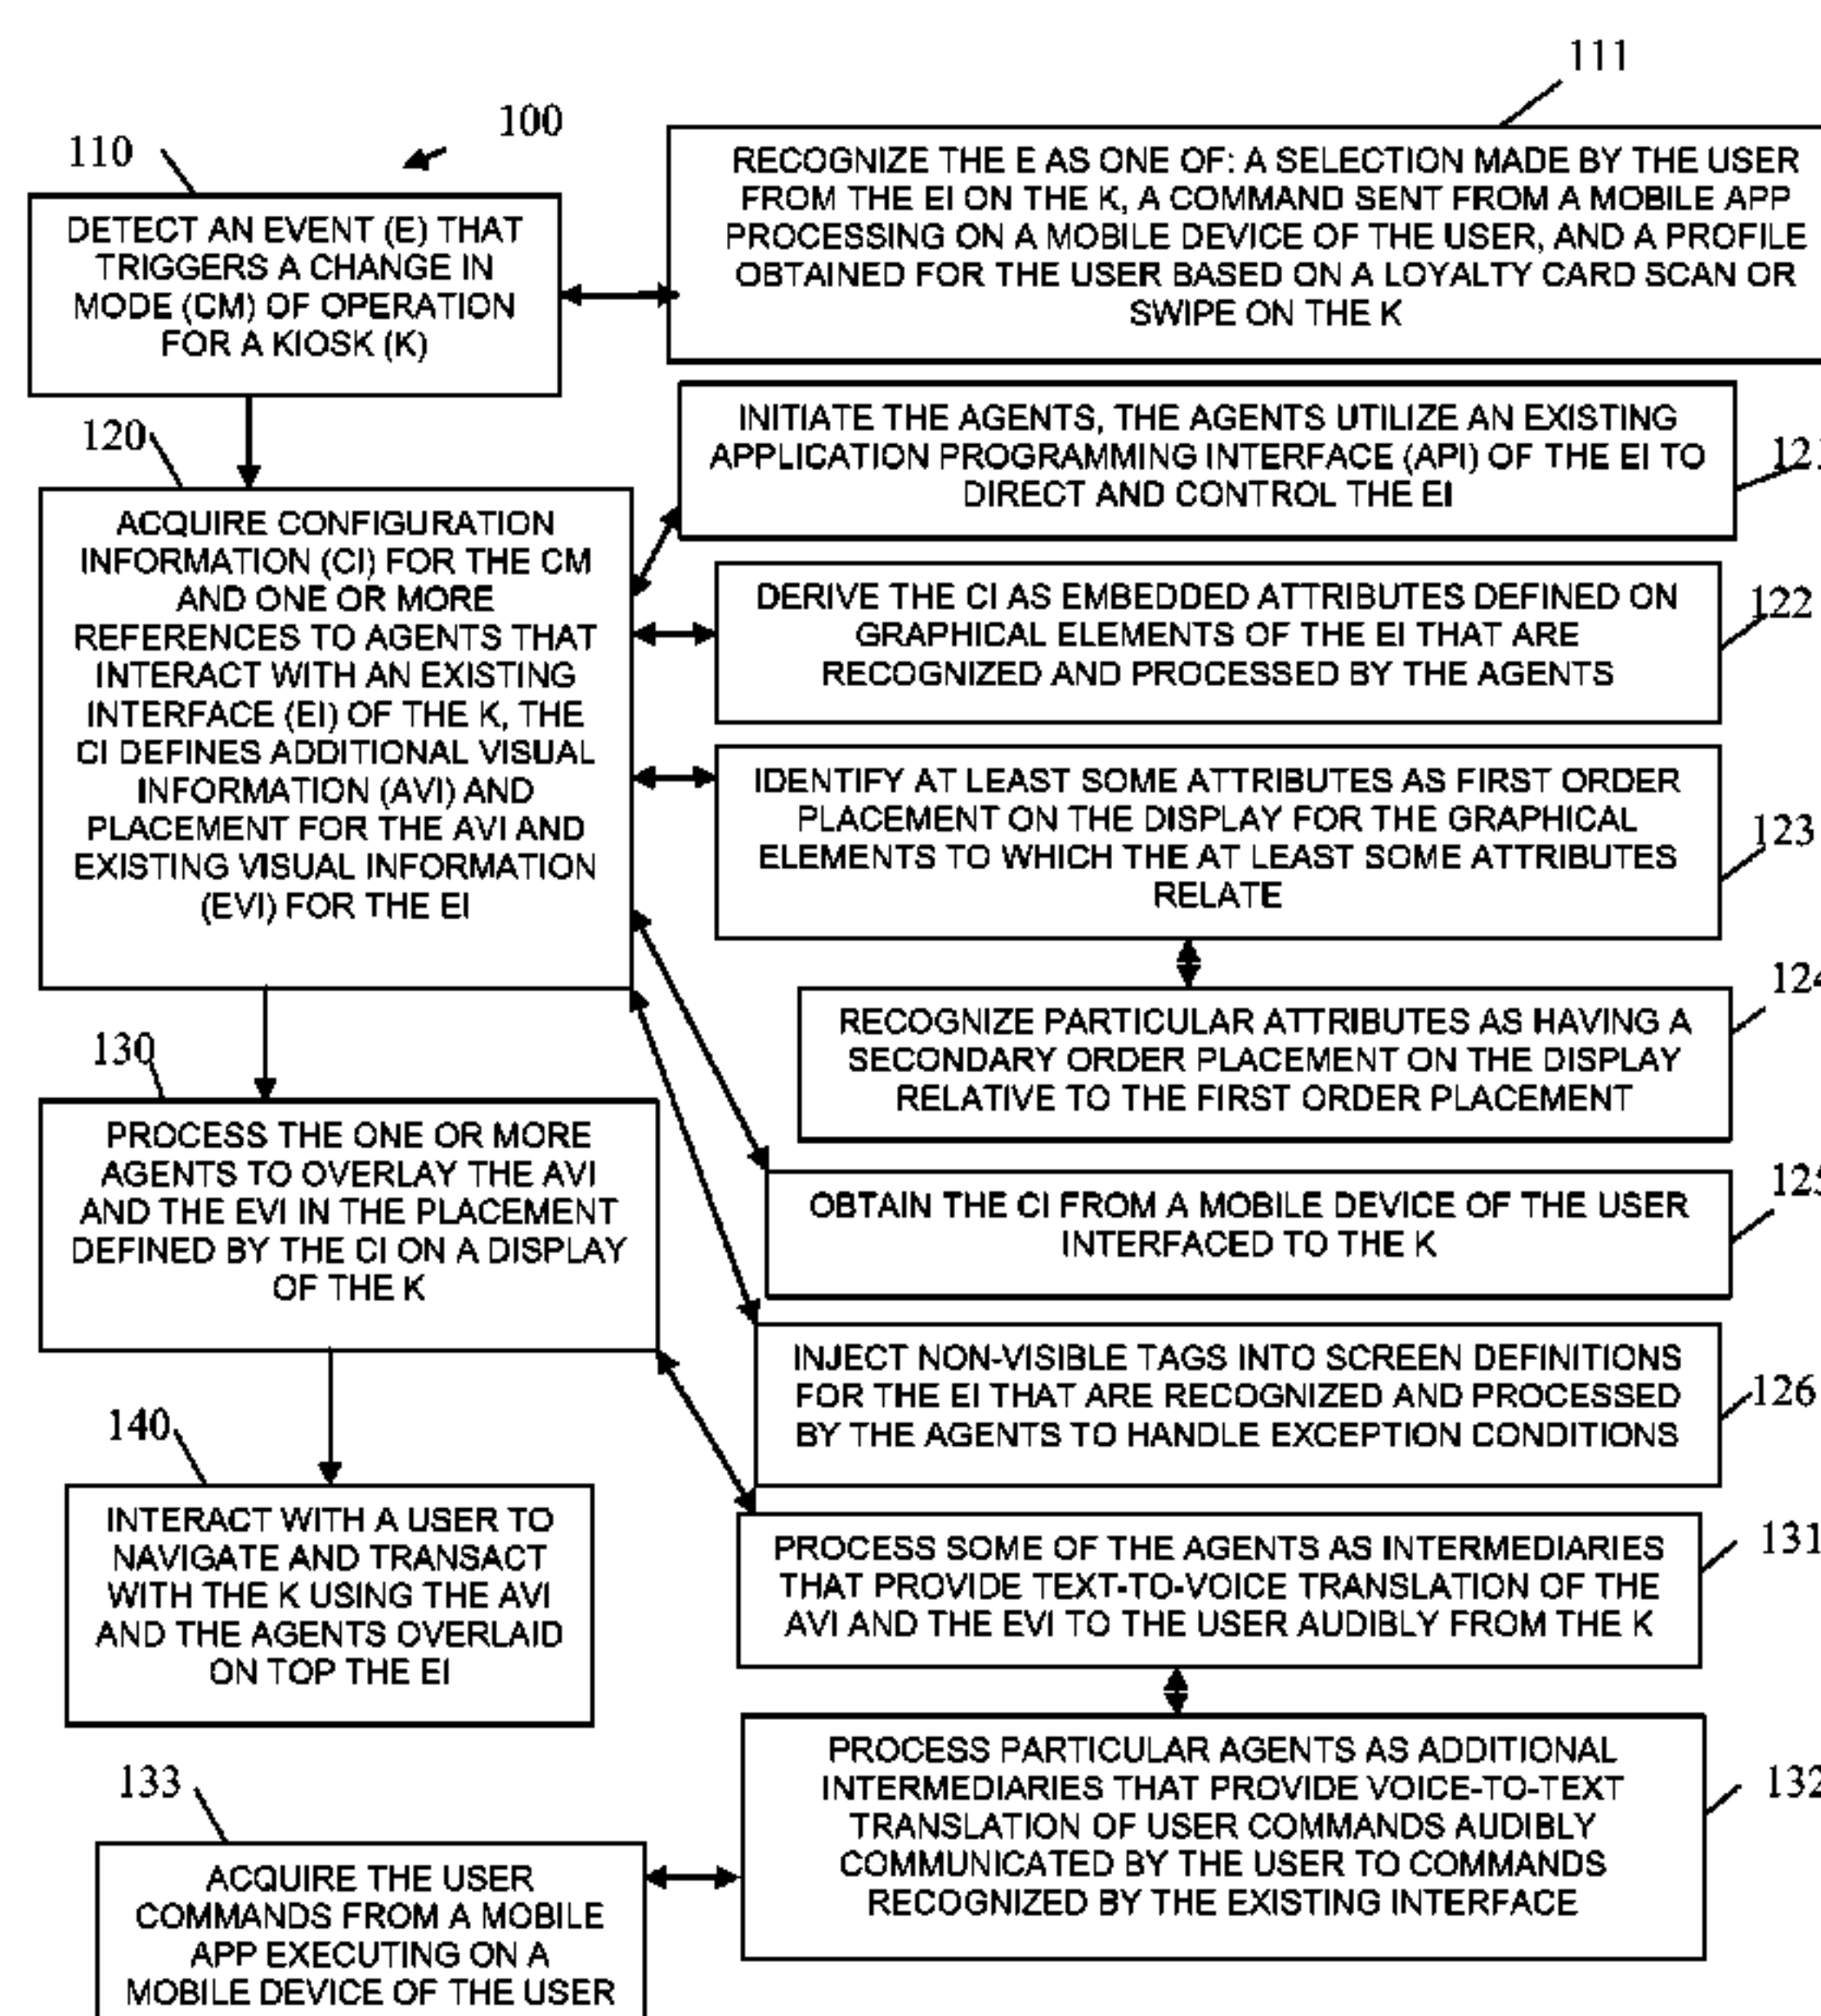 111
100
110
RECOGNIZE THE E AS ONE OF: A SELECTION MADE BY THE USER
FROM THE EI ON THE K, A COMMAND SENT FROM A MOBILE APP
PROCESSING ON A MOBILE DEVICE OF THE USER, AND A PROFILE
OBTAINED FOR THE USER BASED ON A LOYALTY CARD SCAN OR
SWIPE ON THE K
DETECT AN EVENT (E) THAT
TRIGGERS A CHANGE IN
MODE (CM) OF OPERATION
FOR A KIOSK (K)
120
INITIATE THE AGENTS, THE AGENTS UTILIZE AN EXISTING
APPLICATION PROGRAMMING INTERFACE (API) OF THE EI TO
DIRECT AND CONTROL THE EI
121
ACQUIRE CONFIGURATION
INFORMATION (CI) FOR THE CM
AND ONE OR MORE
REFERENCES TO AGENTS THAT
INTERACT WITH AN EXISTING
INTERFACE (EI) OF THE K, THE
CI DEFINES ADDITIONAL VISUAL
INFORMATION (AVI) AND
PLACEMENT FOR THE AVI AND
EXISTING VISUAL INFORMATION
(EVI) FOR THE EI
DERIVE THE CI AS EMBEDDED ATTRIBUTES DEFINED ON
GRAPHICAL ELEMENTS OF THE EI THAT ARE
RECOGNIZED AND PROCESSED BY THE AGENTS
122
IDENTIFY AT LEAST SOME ATTRIBUTES AS FIRST ORDER
PLACEMENT ON THE DISPLAY FOR THE GRAPHICAL
ELEMENTS TO WHICH THE AT LEAST SOME ATTRIBUTES
RELATE
123
RECOGNIZE PARTICULAR ATTRIBUTES AS HAVING A
SECONDARY ORDER PLACEMENT ON THE DISPLAY
RELATIVE TO THE FIRST ORDER PLACEMENT
124
130
PROCESS THE ONE OR MORE
AGENTS TO OVERLAY THE AVI
AND THE EVI IN THE PLACEMENT
DEFINED BY THE CI ON A DISPLAY
OF THE K
OBTAIN THE CI FROM A MOBILE DEVICE OF THE USER
INTERFACED TO THE K
125
INJECT NON-VISIBLE TAGS INTO SCREEN DEFINITIONS
FOR THE EI THAT ARE RECOGNIZED AND PROCESSED
BY THE AGENTS TO HANDLE EXCEPTION CONDITIONS
126
140
INTERACT WITH A USER TO
NAVIGATE AND TRANSACT
WITH THE K USING THE AVI
AND THE AGENTS OVERLAID
ON TOP THE EI
PROCESS SOME OF THE AGENTS AS INTERMEDIARIES
THAT PROVIDE TEXT-TO-VOICE TRANSLATION OF THE
AVI AND THE EVI TO THE USER AUDIBLY FROM THE K
131
PROCESS PARTICULAR AGENTS AS ADDITIONAL
INTERMEDIARIES THAT PROVIDE VOICE-TO-TEXT
TRANSLATION OF USER COMMANDS AUDIBLY
COMMUNICATED BY THE USER TO COMMANDS
RECOGNIZED BY THE EXISTING INTERFACE
132
133
ACQUIRE THE USER
COMMANDS FROM A MOBILE
APP EXECUTING ON A
MOBILE DEVICE OF THE USER